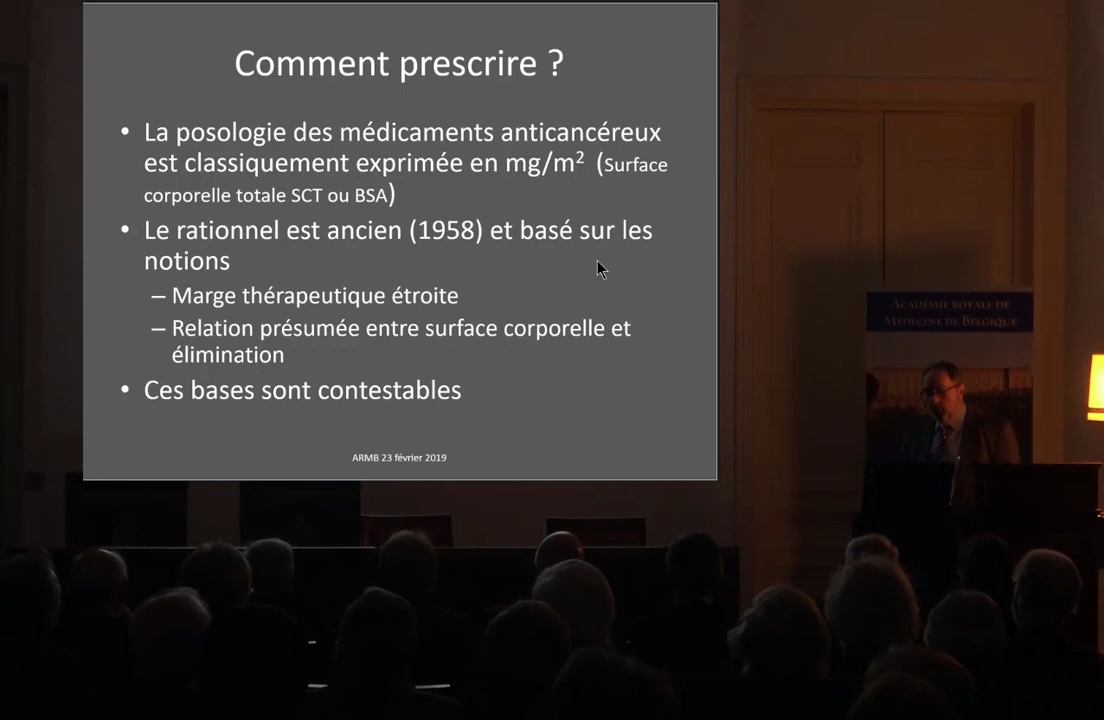 Comment prescrire ?
• La posologie des médicaments anticancéreux
est classiquement exprimée en mg/m² (Surface
corporelle totale SCT ou BSA)
• Le rationnel est ancien (1958) et basé sur les
notions
– Marge thérapeutique étroite
– Relation présumée entre surface corporelle et
élimination
• Ces bases sont contestables
ARMB 23 février 2019
Académie royale de
Médecine de Belgique